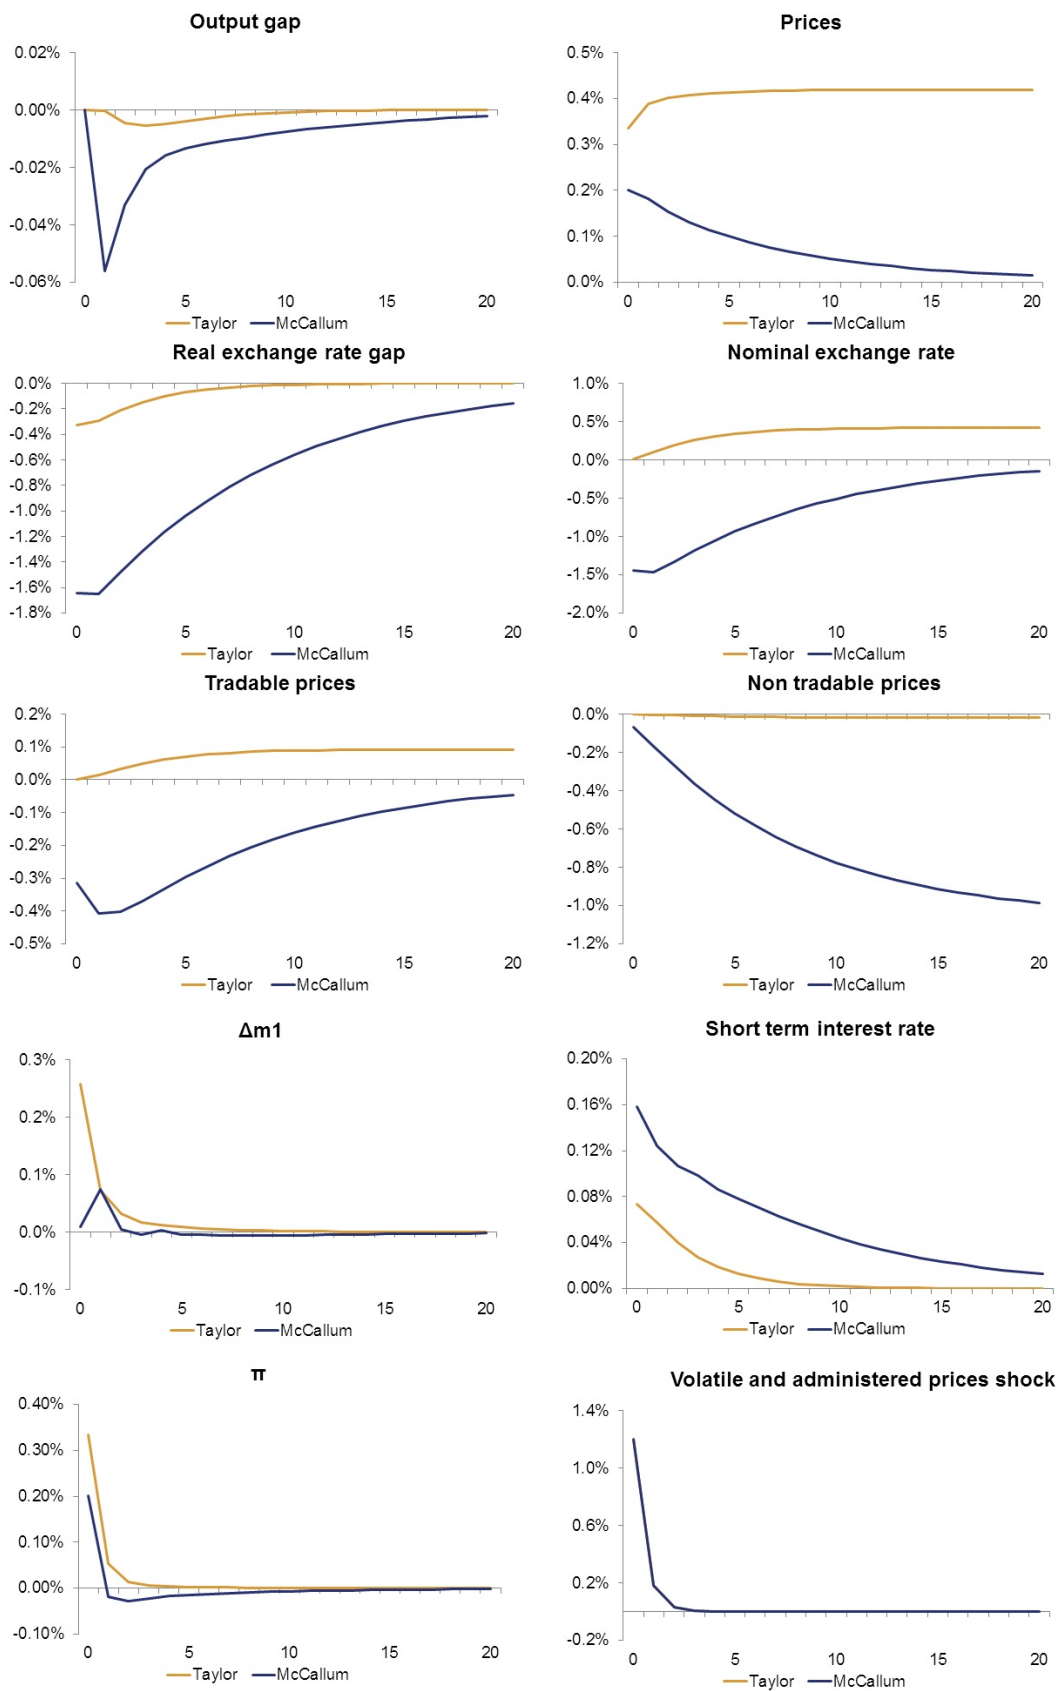 Output gap
0.02%
0.00%
-0.02%
-0.04%
-0.06%
0 5 10 15 20
Taylor McCallum
Prices
0.5%
0.4%
0.3%
0.2%
0.1%
0.0%
0 5 10 15 20
Taylor McCallum
Real exchange rate gap
0.0%
-0.2%
-0.4%
-0.6%
-0.8%
-1.0%
-1.2%
-1.4%
-1.6%
-1.8%
0 5 10 15 20
Taylor McCallum
Nominal exchange rate
1.0%
0.5%
0.0%
-0.5%
-1.0%
-1.5%
-2.0%
0 5 10 15 20
Taylor McCallum
Tradable prices
0.2%
0.1%
0.0%
-0.1%
-0.2%
-0.3%
-0.4%
-0.5%
0 5 10 15 20
Taylor McCallum
Non tradable prices
0.0%
-0.2%
-0.4%
-0.6%
-0.8%
-1.0%
-1.2%
0 5 10 15 20
Taylor McCallum
Δm1
0.3%
0.2%
0.1%
0.0%
-0.1%
0 5 10 15 20
Taylor McCallum
Short term interest rate
0.20%
0.16%
0.12%
0.08%
0.04%
0.00%
0 5 10 15 20
Taylor McCallum
π
0.40%
0.30%
0.20%
0.10%
0.00%
-0.10%
0 5 10 15 20
Taylor McCallum
Volatile and administered prices shock
1.4%
1.0%
0.6%
0.2%
-0.2%
0 5 10 15 20
Taylor McCallum